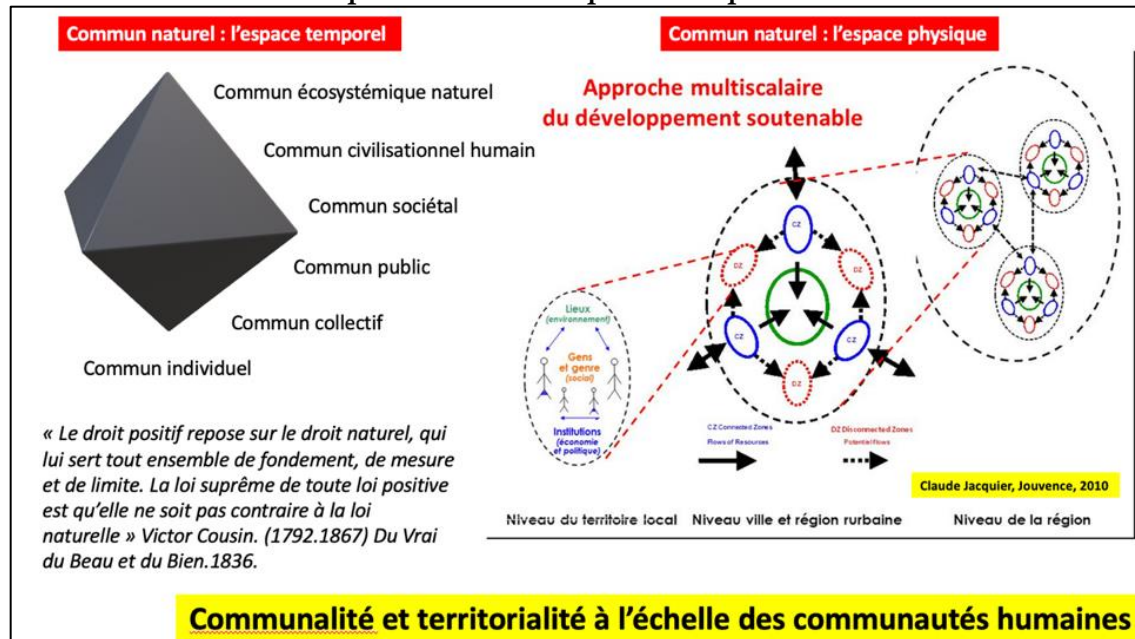 Commun naturel : l'espace temporel
Commun écosystémique naturel
Commun civilisationnel humain
Commun sociétal
Commun public
Commun collectif
Commun individuel
« Le droit positif repose sur le droit naturel, qui
lui sert tout ensemble de fondement, de mesure
et de limite. La loi suprême de toute loi positive
est qu'elle ne soit pas contraire à la loi
naturelle » Victor Cousin. (1792.1867) Du Vrai
du Beau et du Bien.1836.
Commun naturel : l'espace physique
Approche multiscalaire
du développement soutenable
Lieux
(environnement)
Gens
et genre
(social)
Institutions
(économie
et politique)
CZ
DZ
DZ
CZ
CZ
DZ
CZ Connected Zones
Flows of Resources
DZ Disconnected Zones
Potential flows
Claude Jacquier, Jouvence, 2010
Niveau du territoire local
Niveau ville et région rurbaine
Niveau de la région
Communalité et territorialité à l'échelle des communautés humaines